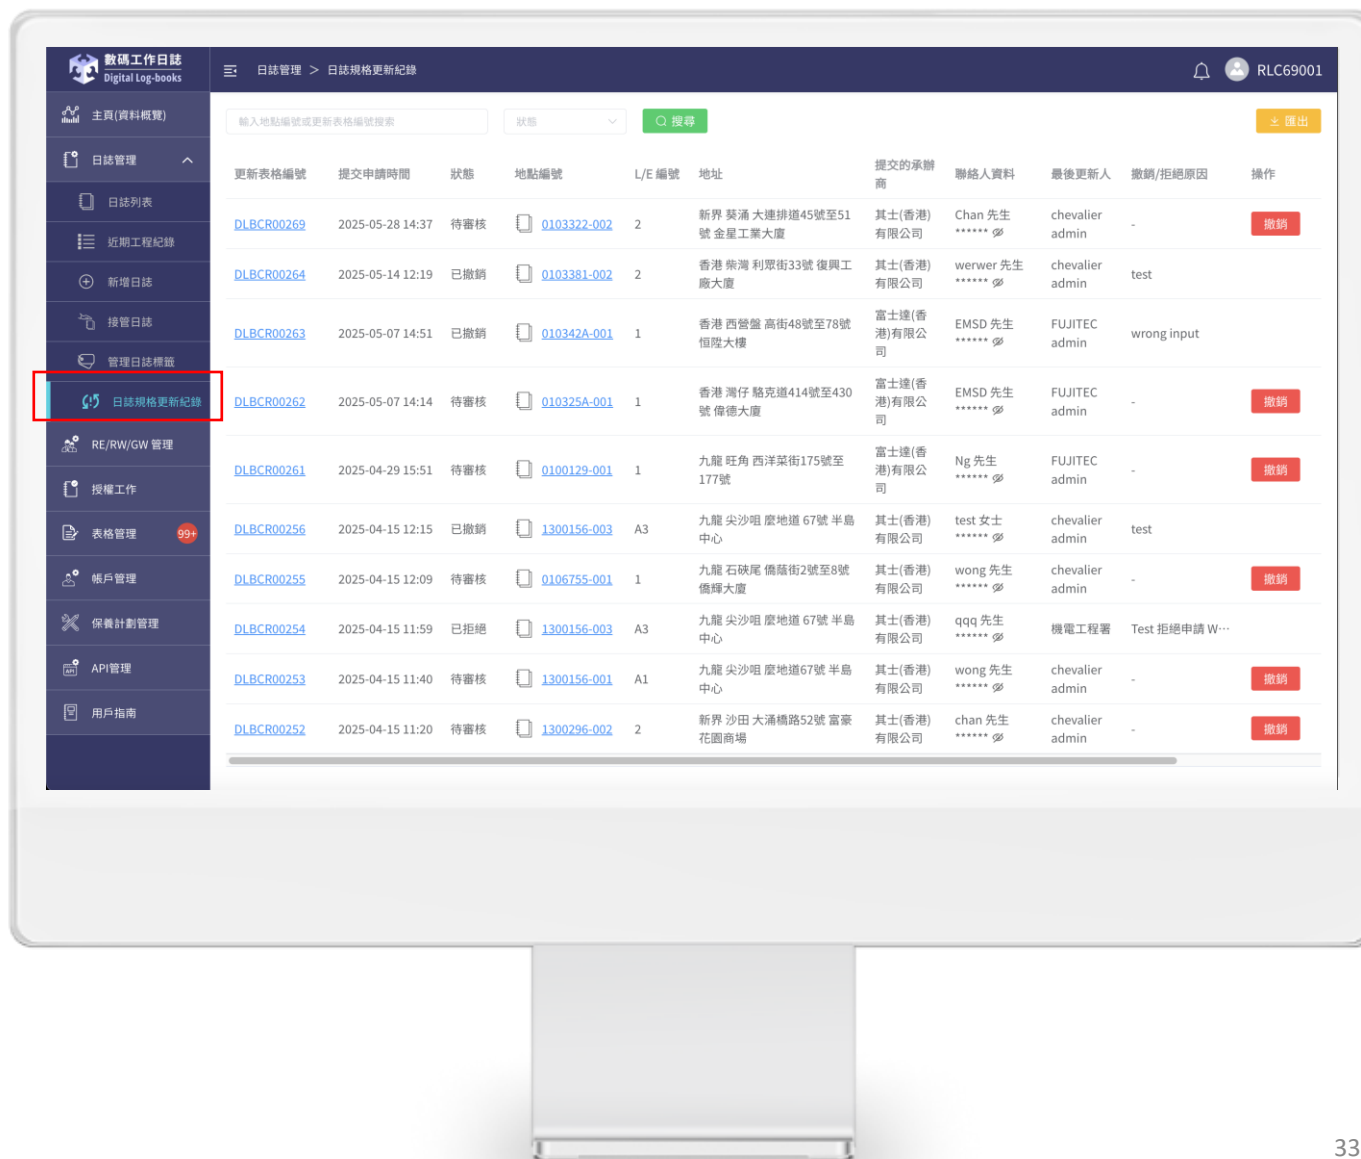 數碼工作日誌
Digital Log-books
日誌管理 > 日誌規格更新紀錄
RLC69001
主頁(資料概覽)
日誌管理
日誌列表
近期工程紀錄
新增日誌
接管日誌
管理日誌標籤
日誌規格更新紀錄
RE/RW/GW 管理
授權工作
表格管理 99+
帳戶管理
保養計劃管理
API管理
用戶指南
輸入地點編號或更新表格編號搜索 狀態 搜尋 匯出
更新表格編號 提交申請時間 狀態 地點編號 L/E 編號 地址 提交的承辦商 聯絡人資料 最後更新人 撤銷/拒絕原因 操作
DLBCR00269 2025-05-28 14:37 待審核 0103322-002 2 新界 葵涌 大連排道45號至51號 金星工業大廈 其士(香港)有限公司 Chan 先生 ****** chevalier admin - 撤銷
DLBCR00264 2025-05-14 12:19 已撤銷 0103381-002 2 香港 柴灣 利眾街33號 復興工廠大廈 其士(香港)有限公司 werwer 先生 ****** chevalier admin test
DLBCR00263 2025-05-07 14:51 已撤銷 010342A-001 1 香港 西營盤 高街48號至78號 恒陞大樓 富士達(香港)有限公司 EMSD 先生 ****** FUJITEC admin wrong input
DLBCR00262 2025-05-07 14:14 待審核 010325A-001 1 香港 灣仔 駱克道414號至430號 偉德大廈 富士達(香港)有限公司 EMSD 先生 ****** FUJITEC admin - 撤銷
DLBCR00261 2025-04-29 15:51 待審核 0100129-001 1 九龍 旺角 西洋菜街175號至177號 富士達(香港)有限公司 Ng 先生 ****** FUJITEC admin - 撤銷
DLBCR00256 2025-04-15 12:15 已撤銷 1300156-003 A3 九龍 尖沙咀 麼地道 67號 半島中心 其士(香港)有限公司 test 女士 ****** chevalier admin test
DLBCR00255 2025-04-15 12:09 待審核 0106755-001 1 九龍 石硤尾 僑蔭街2號至8號 僑輝大廈 其士(香港)有限公司 wong 先生 ****** chevalier admin - 撤銷
DLBCR00254 2025-04-15 11:59 已拒絕 1300156-003 A3 九龍 尖沙咀 麼地道 67號 半島中心 其士(香港)有限公司 qqq 先生 ****** 機電工程署 Test 拒絕申請 W…
DLBCR00253 2025-04-15 11:40 待審核 1300156-001 A1 九龍 尖沙咀 麼地道67號 半島中心 其士(香港)有限公司 wong 先生 ****** chevalier admin - 撤銷
DLBCR00252 2025-04-15 11:20 待審核 1300296-002 2 新界 沙田 大涌橋路52號 富豪花園商場 其士(香港)有限公司 chan 先生 ****** chevalier admin - 撤銷
33